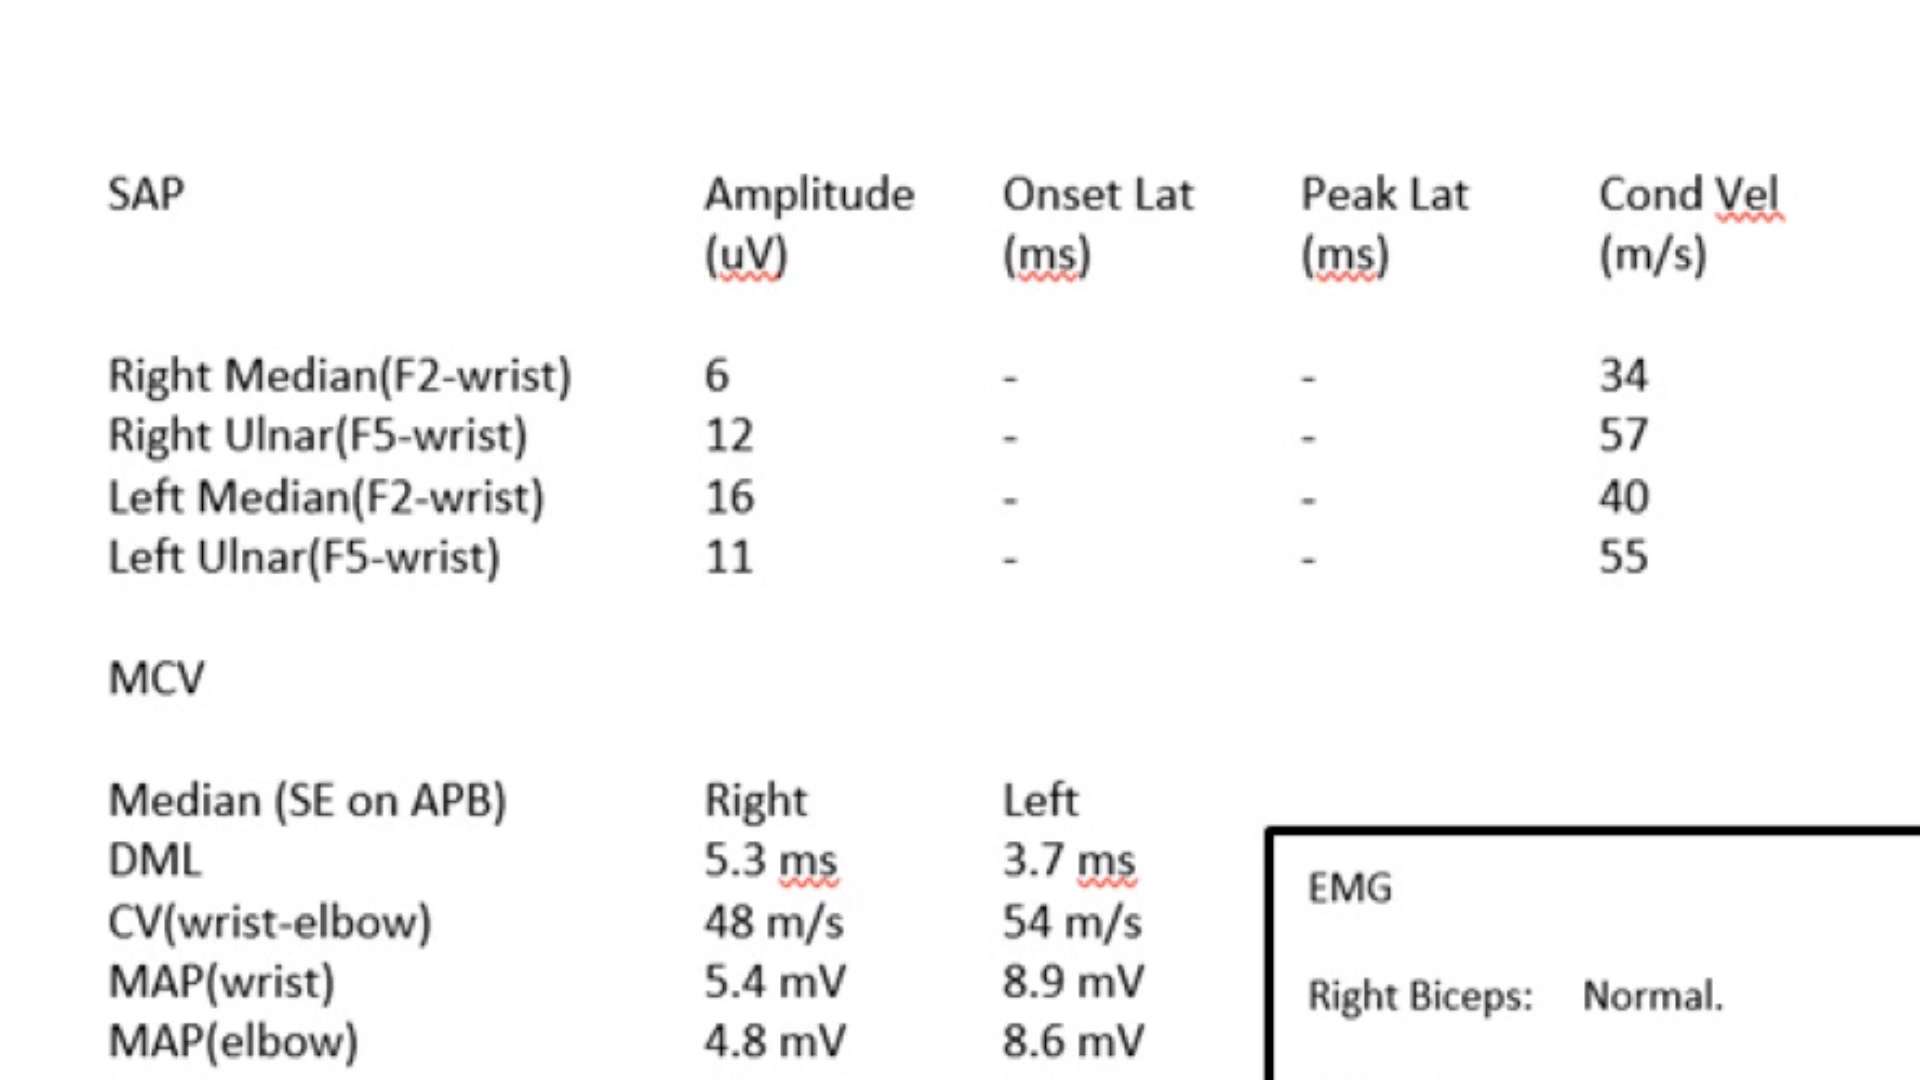 SAP Amplitude Onset Lat Peak Lat Cond Vel
(uV) (ms) (ms) (m/s)
Right Median(F2-wrist) 6 - - 34
Right Ulnar(F5-wrist) 12 - - 57
Left Median(F2-wrist) 16 - - 40
Left Ulnar(F5-wrist) 11 - - 55
MCV
Median (SE on APB) Right Left
DML 5.3 ms 3.7 ms
CV(wrist-elbow) 48 m/s 54 m/s
MAP(wrist) 5.4 mV 8.9 mV
MAP(elbow) 4.8 mV 8.6 mV
EMG
Right Biceps: Normal.